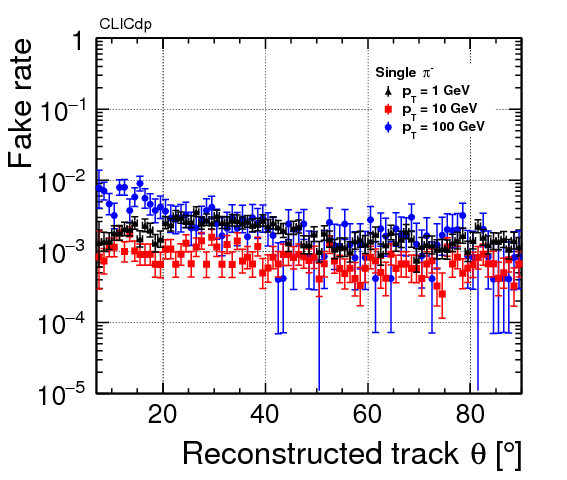 CLICdp
Fake rate
1
10⁻¹
10⁻²
10⁻³
10⁻⁴
10⁻⁵
Single π⁻
p_T = 1 GeV
p_T = 10 GeV
p_T = 100 GeV
20 40 60 80
Reconstructed track θ [°]